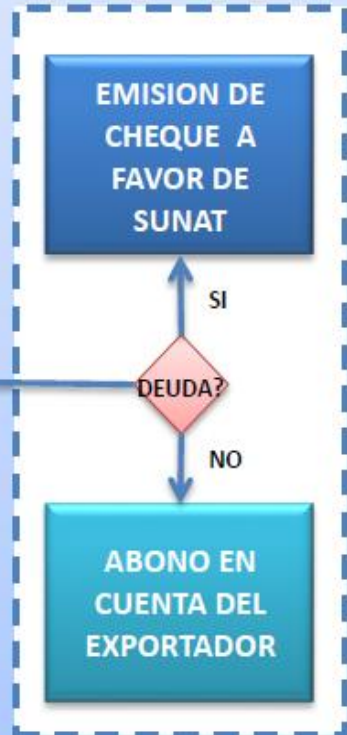 EMISION DE
CHEQUE A
FAVOR DE
SUNAT
SI
DEUDA?
NO
ABONO EN
CUENTA DEL
EXPORTADOR